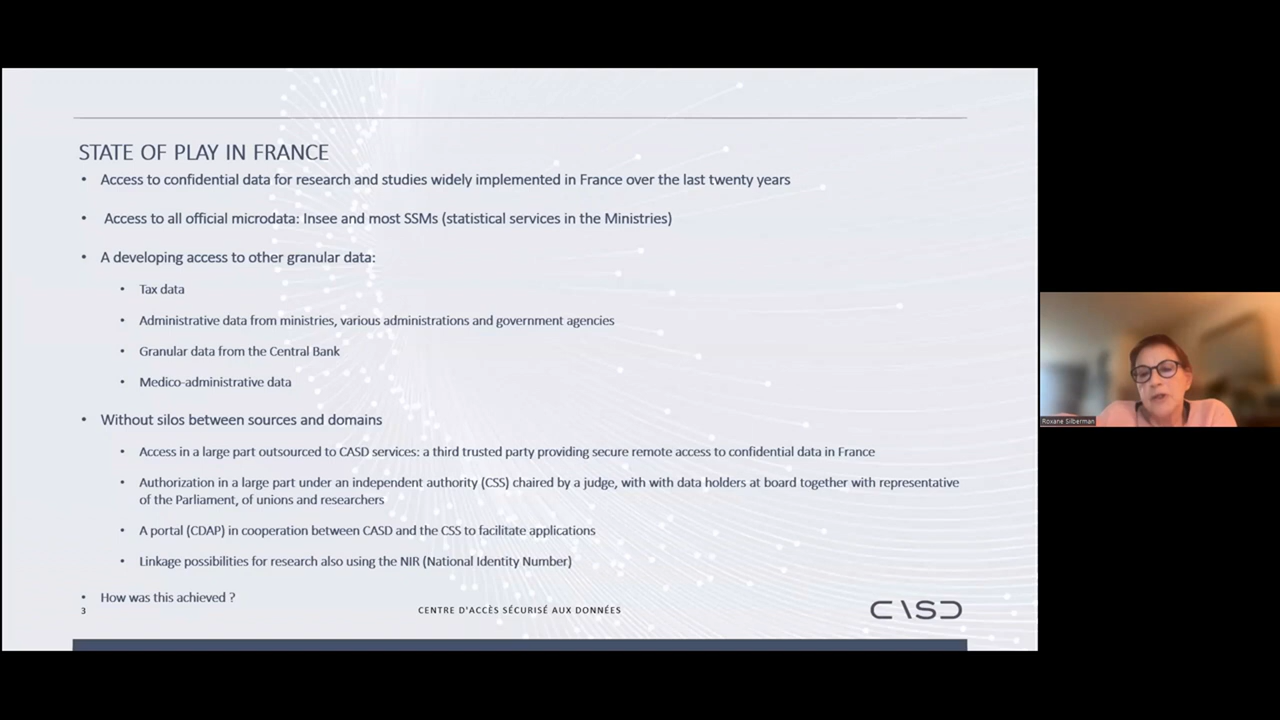 STATE OF PLAY IN FRANCE
• Access to confidential data for research and studies widely implemented in France over the last twenty years
• Access to all official microdata: Insee and most SSMs (statistical services in the Ministries)
• A developing access to other granular data:
• Tax data
• Administrative data from ministries, various administrations and government agencies
• Granular data from the Central Bank
• Medico-administrative data
• Without silos between sources and domains
• Access in a large part outsourced to CASD services: a third trusted party providing secure remote access to confidential data in France
• Authorization in a large part under an independent authority (CSS) chaired by a judge, with with data holders at board together with representative
of the Parliament, of unions and researchers
• A portal (CDAP) in cooperation between CASD and the CSS to facilitate applications
• Linkage possibilities for research also using the NIR (National Identity Number)
• How was this achieved ?
3
CENTRE D'ACCÈS SÉCURISÉ AUX DONNÉES
CASD
Roxane Silberman